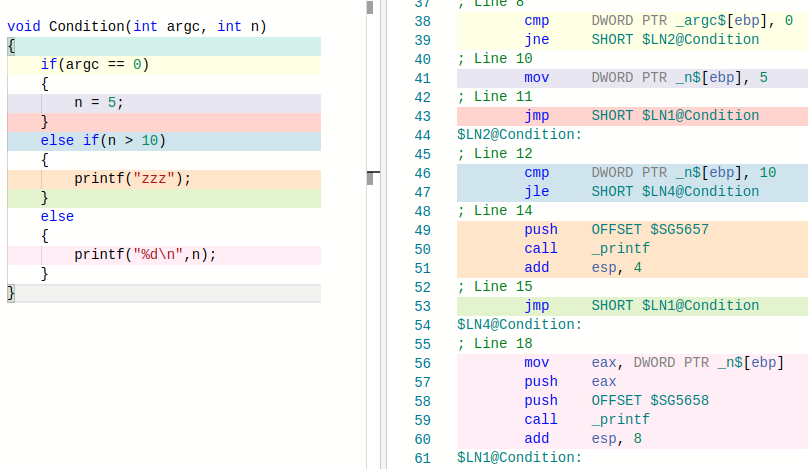 void Condition(int argc, int n)
{
    if(argc == 0)
    {
        n = 5;
    }
    else if(n > 10)
    {
        printf("zzz");
    }
    else
    {
        printf("%d\n",n);
    }
}
37 ; Line 8
38         cmp     DWORD PTR _argc$[ebp], 0
39         jne     SHORT $LN2@Condition
40 ; Line 10
41         mov     DWORD PTR _n$[ebp], 5
42 ; Line 11
43         jmp     SHORT $LN1@Condition
44 $LN2@Condition:
45 ; Line 12
46         cmp     DWORD PTR _n$[ebp], 10
47         jle     SHORT $LN4@Condition
48 ; Line 14
49         push    OFFSET $SG5657
50         call    _printf
51         add     esp, 4
52 ; Line 15
53         jmp     SHORT $LN1@Condition
54 $LN4@Condition:
55 ; Line 18
56         mov     eax, DWORD PTR _n$[ebp]
57         push    eax
58         push    OFFSET $SG5658
59         call    _printf
60         add     esp, 8
61 $LN1@Condition: